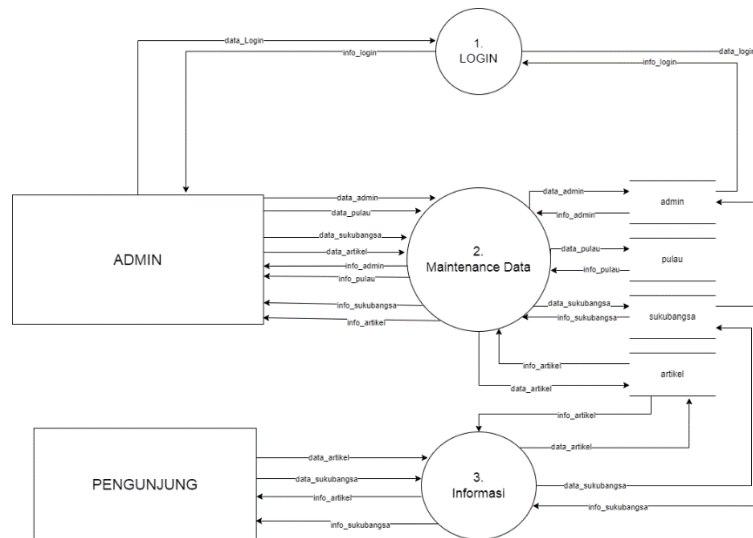 data_Login
info_login
1.
LOGIN
data_login
info_login
ADMIN
data_admin
data_pulau
data_sukubangsa
data_artikel
info_admin
info_pulau
info_sukubangsa
info_artikel
2.
Maintenance Data
data_admin
info_admin
admin
data_pulau
info_pulau
pulau
data_sukubangsa
info_sukubangsa
sukubangsa
info_artikel
data_artikel
artikel
info_artikel
data_artikel
PENGUNJUNG
data_artikel
data_sukubangsa
info_artikel
info_sukubangsa
3.
Informasi
data_sukubangsa
info_sukubangsa